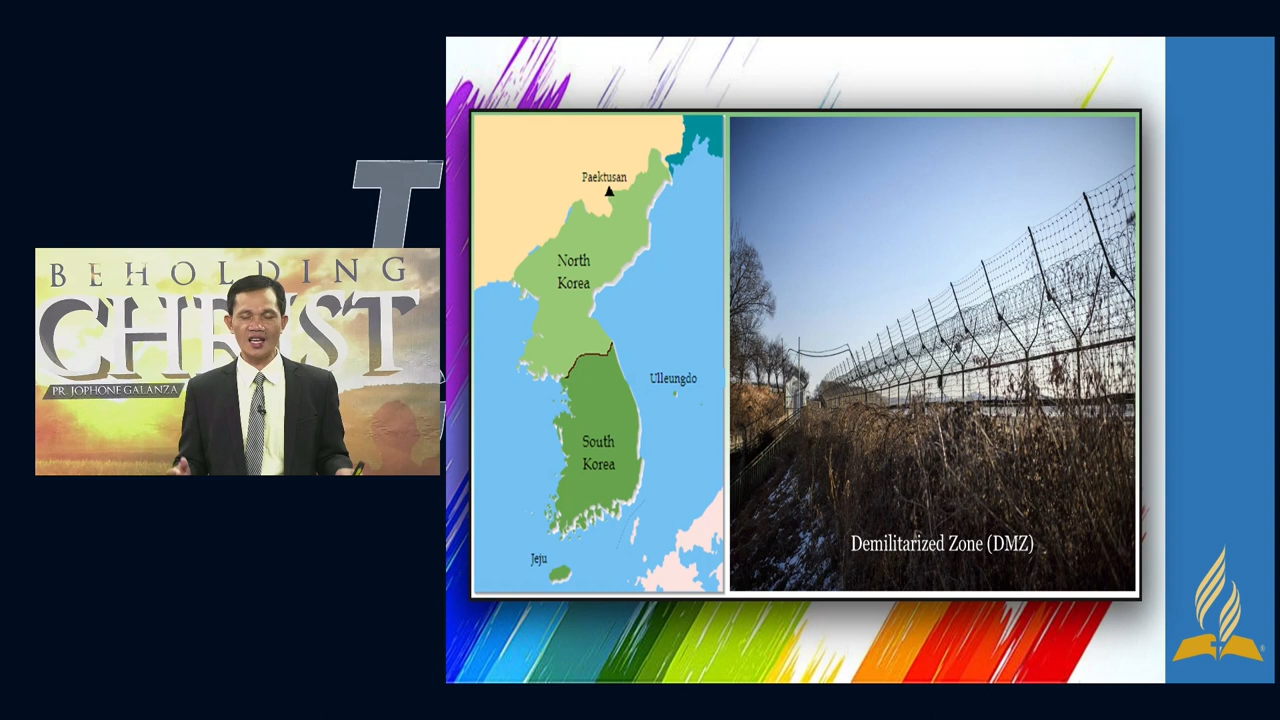 T
BEHOLDING
CHRIST
PR. JOPHONE GALANZA
Paektusan
North
Korea
Ulleungdo
South
Korea
Jeju
Demilitarized Zone (DMZ)
®